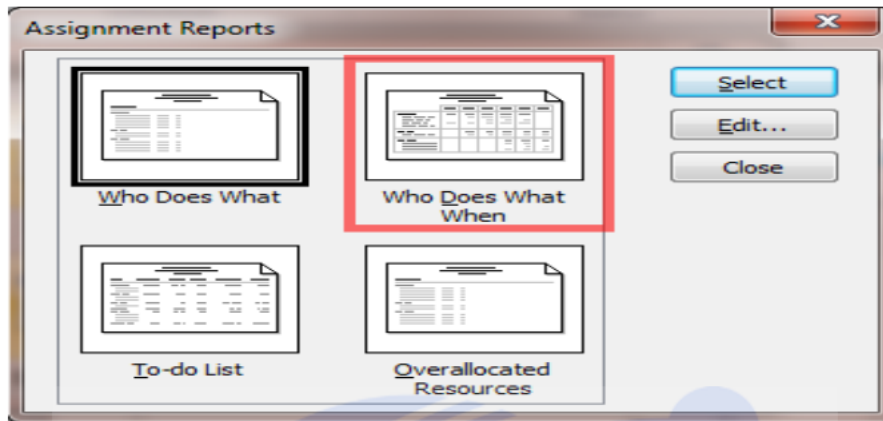 Assignment Reports
Who Does What
Who Does What
When
To-do List
Overallocated
Resources
Select
Edit...
Close